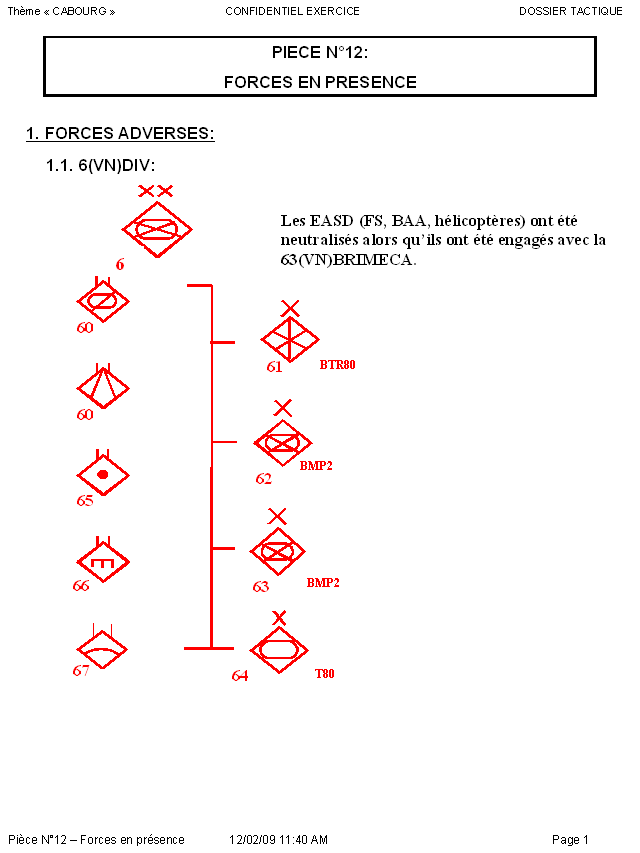 Thème « CABOURG » CONFIDENTIEL EXERCICE DOSSIER TACTIQUE
PIECE N°12:
FORCES EN PRESENCE
1. FORCES ADVERSES:
1.1. 6(VN)DIV:
Les EASD (FS, BAA, hélicoptères) ont été
neutralisés alors qu'ils ont été engagés avec la
63(VN)BRIMECA.
6
60
61 BTR80
60
62 BMP2
65
66
63 BMP2
67
64 T80
Pièce N°12 – Forces en présence 12/02/09 11:40 AM Page 1